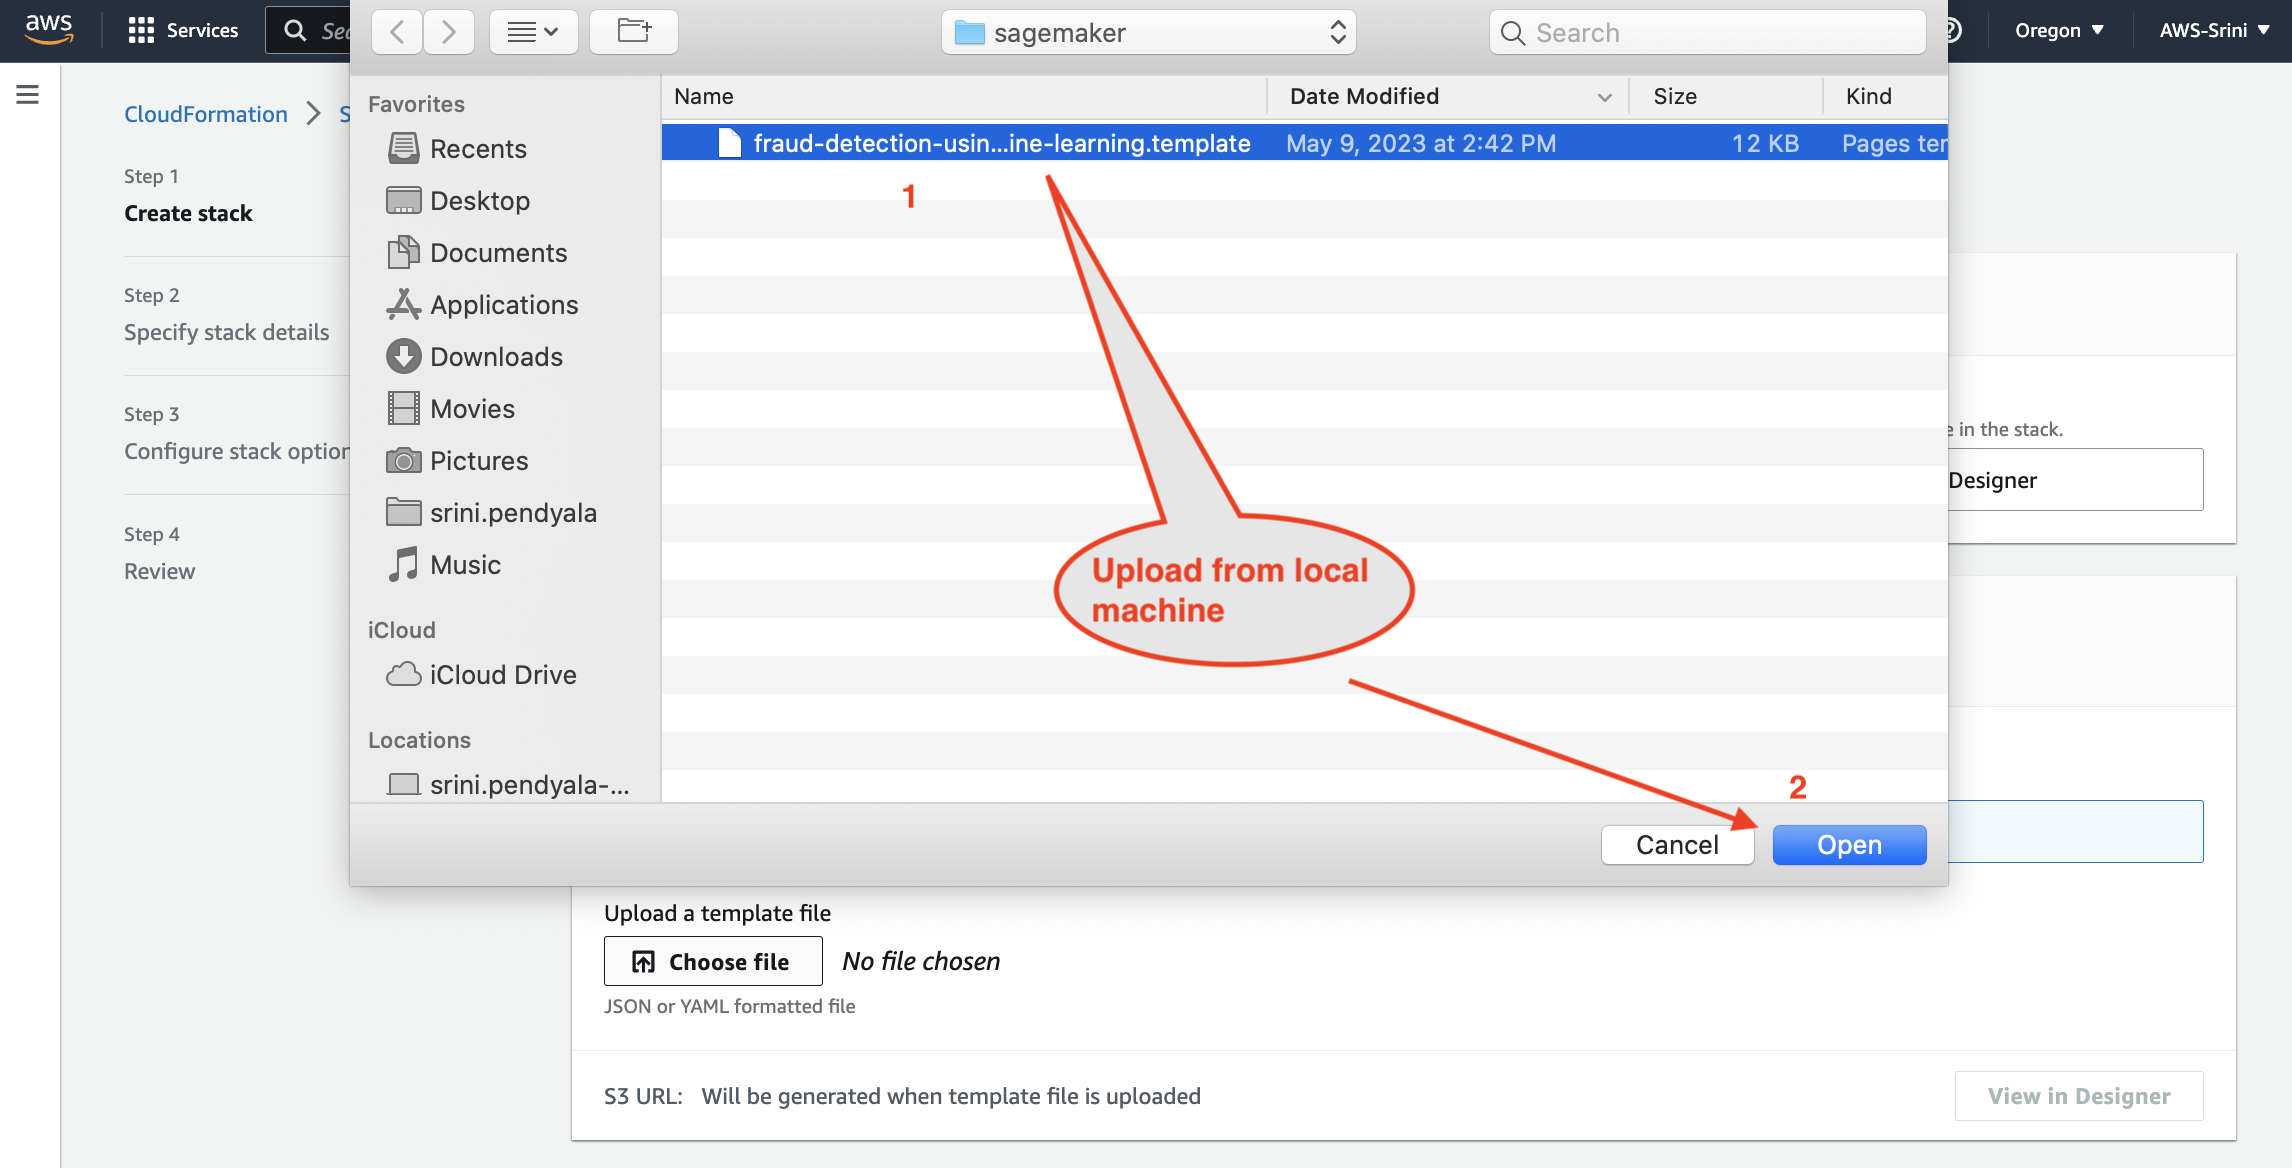 aws
Services
sagemaker
Search
Oregon
AWS-Srini
CloudFormation
Step 1
Create stack
Step 2
Specify stack details
Step 3
Configure stack option
Step 4
Review
Favorites
Recents
Desktop
Documents
Applications
Downloads
Movies
Pictures
srini.pendyala
Music
iCloud
iCloud Drive
Locations
srini.pendyala-...
Name Date Modified Size Kind
fraud-detection-usin...ine-learning.template May 9, 2023 at 2:42 PM 12 KB Pages ter
1
Upload from local
machine
2
Cancel Open
e in the stack.
Designer
Upload a template file
Choose file No file chosen
JSON or YAML formatted file
S3 URL: Will be generated when template file is uploaded
View in Designer